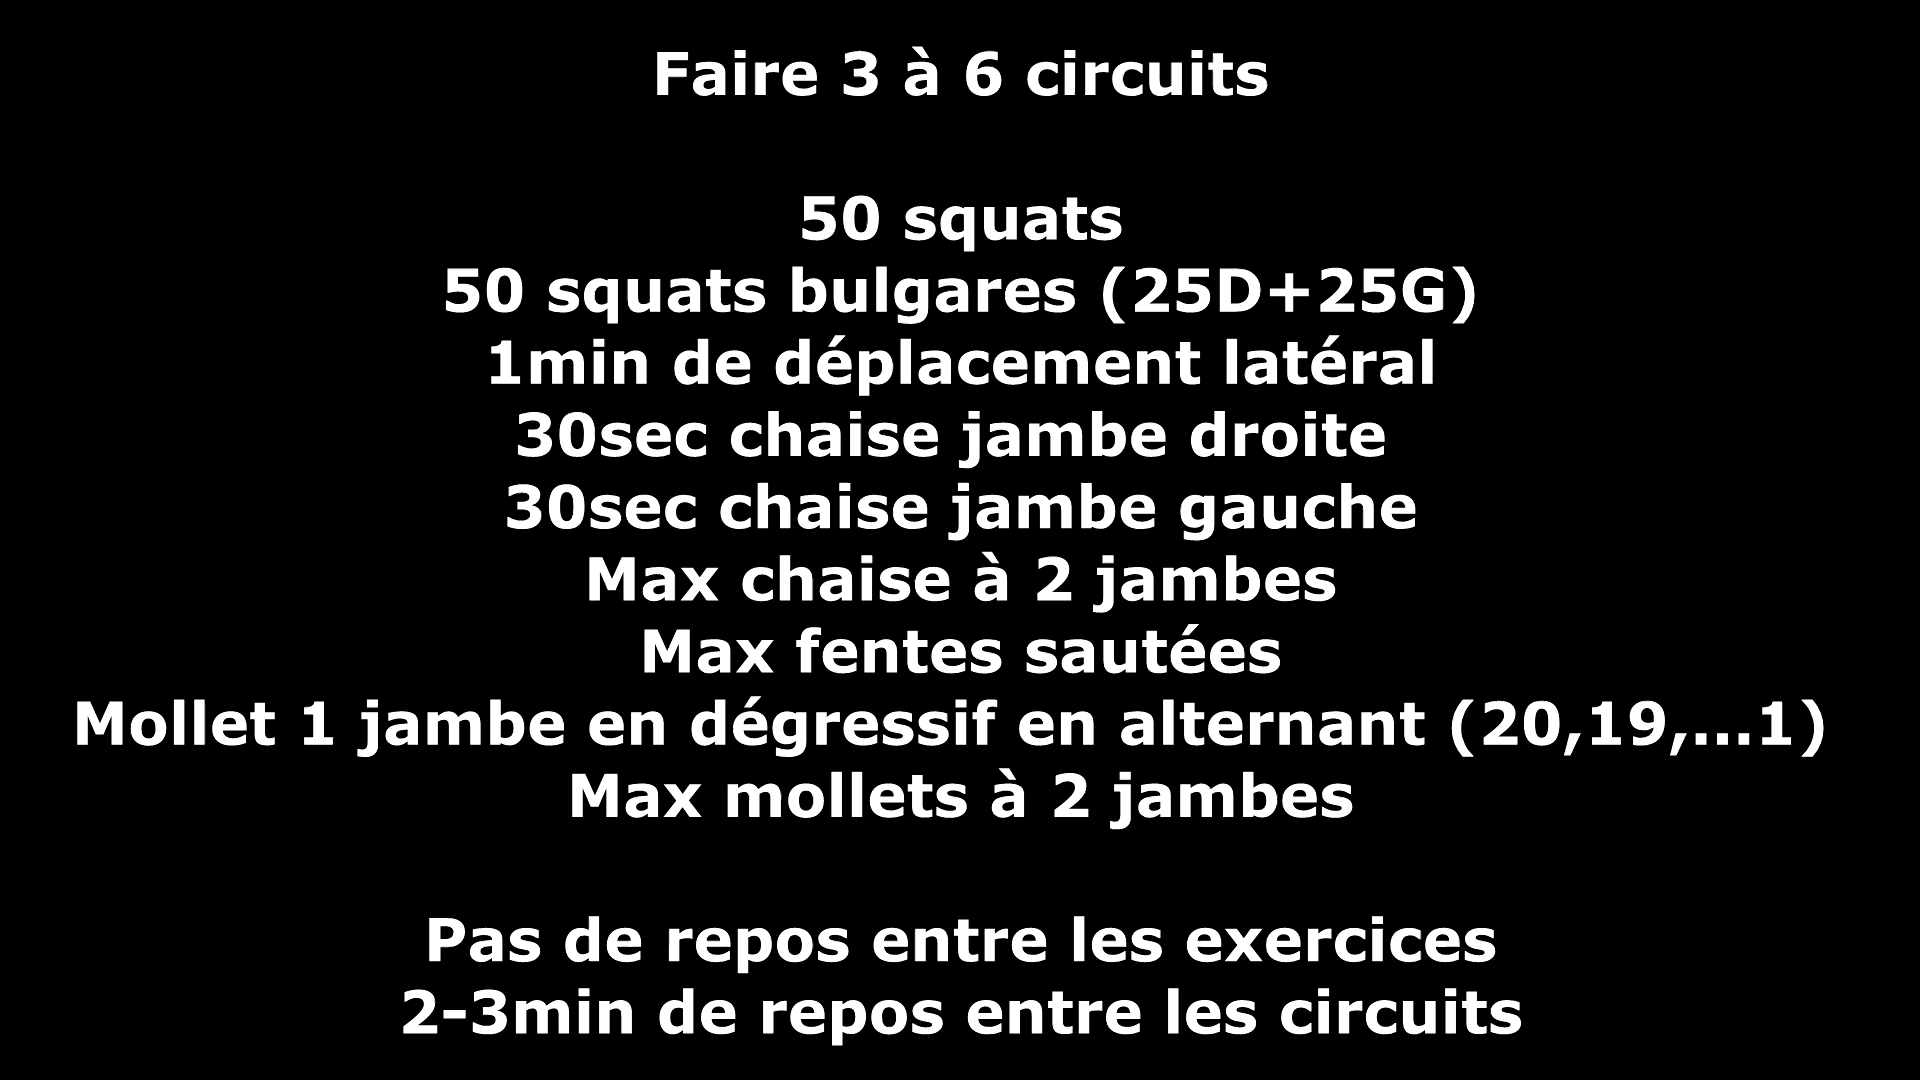 Faire 3 à 6 circuits
50 squats
50 squats bulgares (25D+25G)
1min de déplacement latéral
30sec chaise jambe droite
30sec chaise jambe gauche
Max chaise à 2 jambes
Max fentes sautées
Mollet 1 jambe en dégressif en alternant (20,19,...1)
Max mollets à 2 jambes
Pas de repos entre les exercices
2-3min de repos entre les circuits